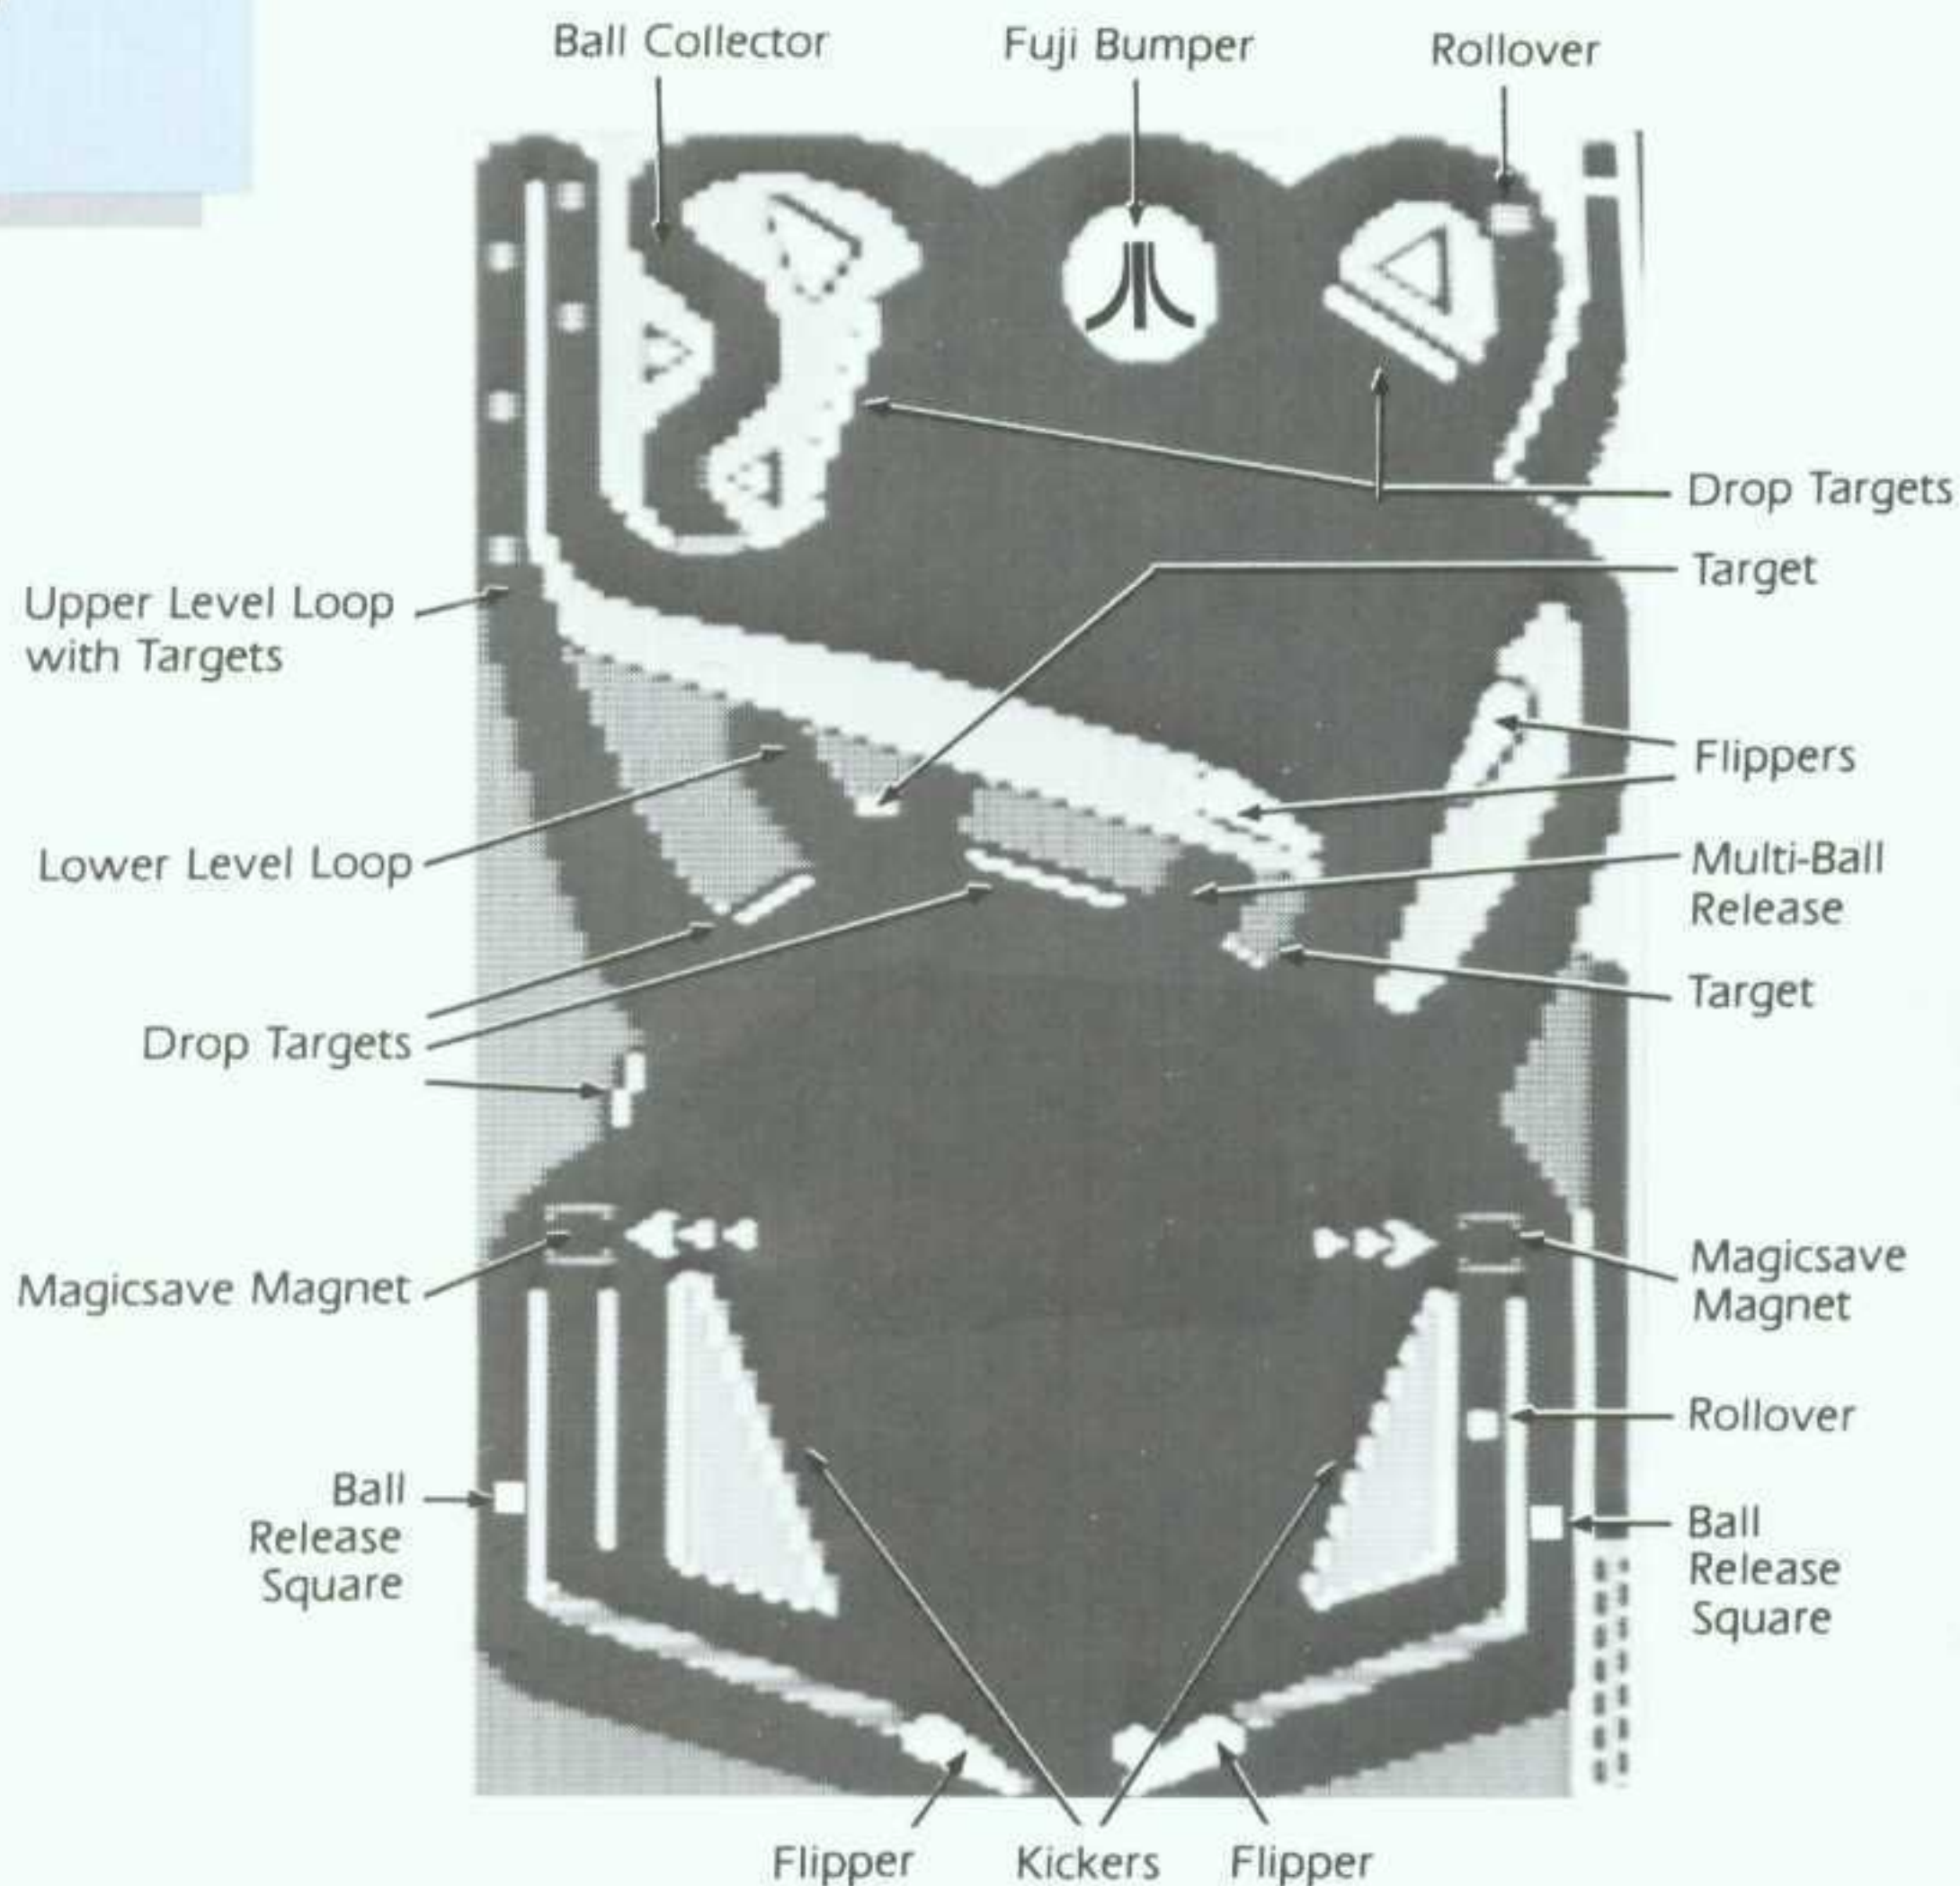 Ball Collector
Fuji Bumper
Rollover
Drop Targets
Target
Upper Level Loop
with Targets
Flippers
Lower Level Loop
Multi-Ball
Release
Target
Drop Targets
Magicsave Magnet
Magicsave
Magnet
Rollover
Ball
Release
Square
Ball
Release
Square
Flipper
Kickers
Flipper